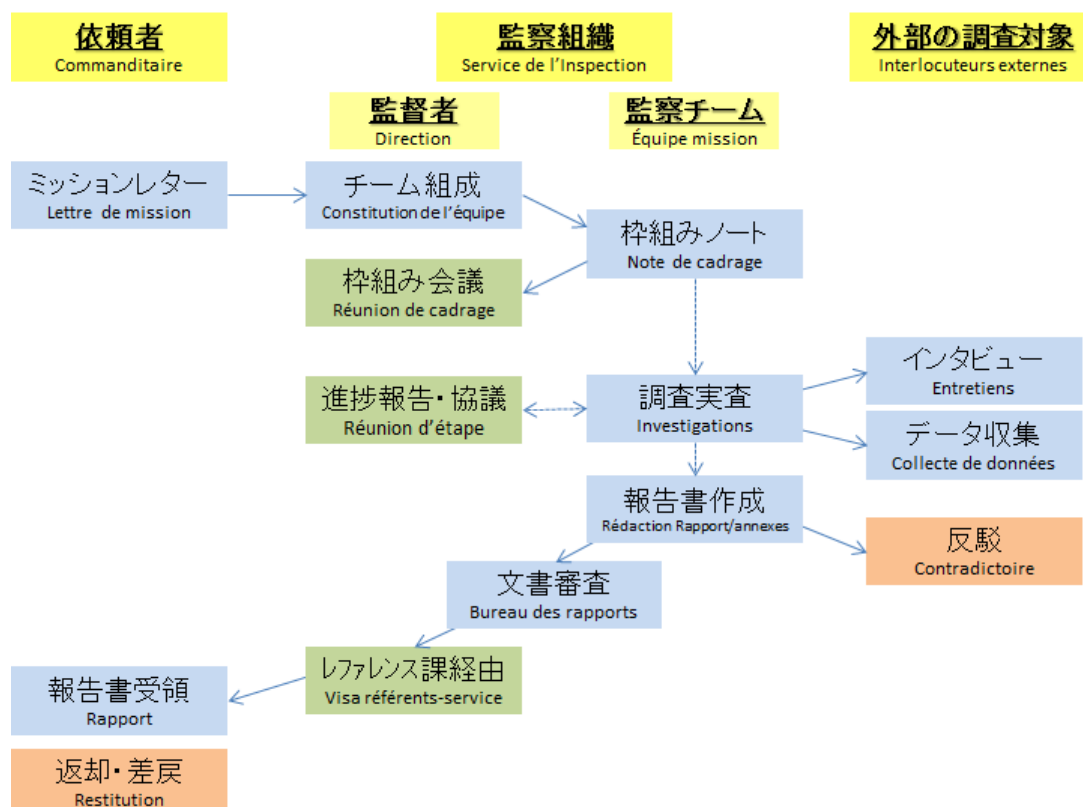 依頼者
Commanditaire
監察組織
Service de l'Inspection
外部の調査対象
Interlocuteurs externes
監督者
Direction
監察チーム
Équipe mission
ミッションレター
Lettre de mission
チーム組成
Constitution de l'équipe
枠組みノート
Note de cadrage
枠組み会議
Réunion de cadrage
インタビュー
Entretiens
進捗報告・協議
Réunion d'étape
調査実査
Investigations
データ収集
Collecte de données
報告書作成
Rédaction Rapport/annexes
反駁
Contradictoire
文書審査
Bureau des rapports
レファレンス課経由
Visa référents-service
報告書受領
Rapport
返却・差戻
Restitution